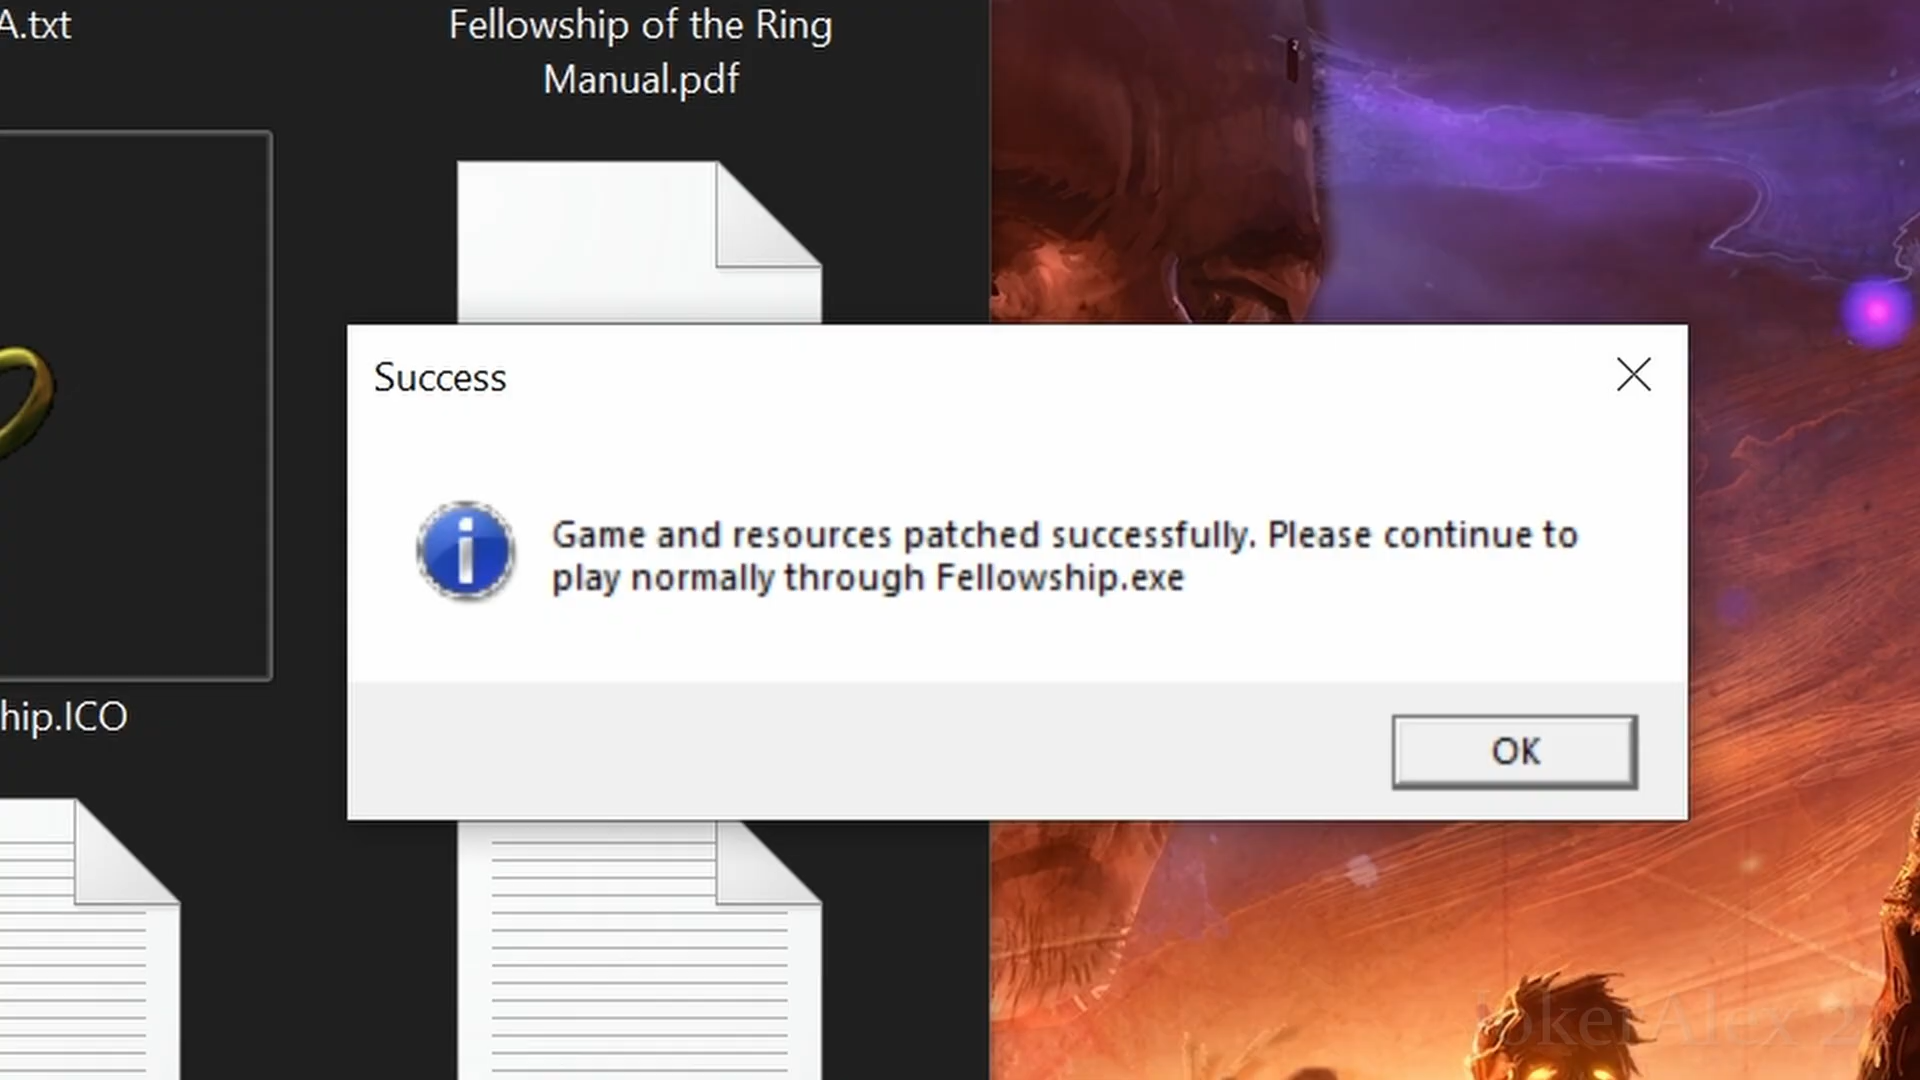 A.txt
Fellowship of the Ring
Manual.pdf
Success
Game and resources patched successfully. Please continue to
play normally through Fellowship.exe
hip.ICO
OK